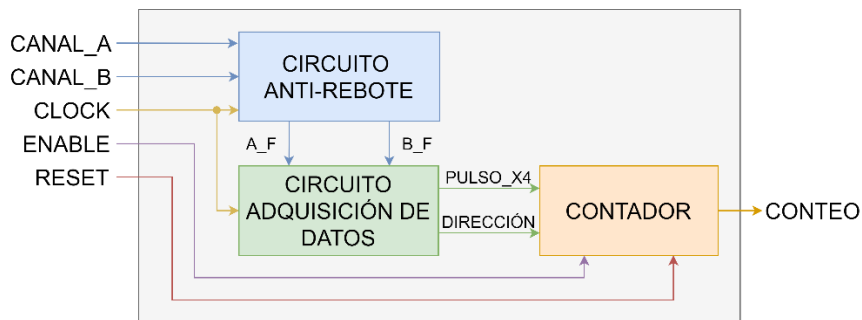 CANAL_A
CANAL_B
CLOCK
ENABLE
RESET
CIRCUITO
ANTI-REBOTE
A_F
B_F
CIRCUITO
ADQUISICIÓN DE
DATOS
PULSO_X4
DIRECCIÓN
CONTADOR
CONTEO